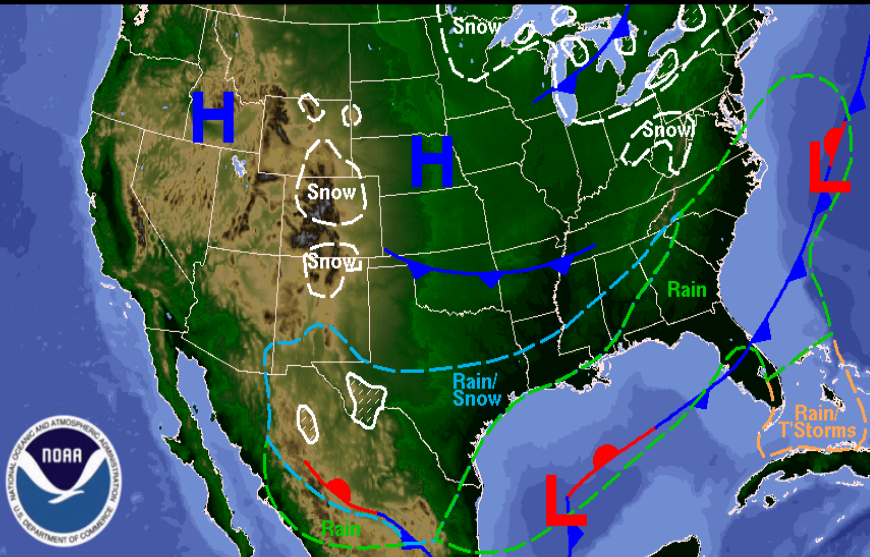 Snow
H
Snow
H
L
Snow
Snow
Rain
Rain/
Snow
Rain/
T'Storms
L
Rain
NOAA
NATIONAL OCEANIC AND ATMOSPHERIC ADMINISTRATION
U.S. DEPARTMENT OF COMMERCE